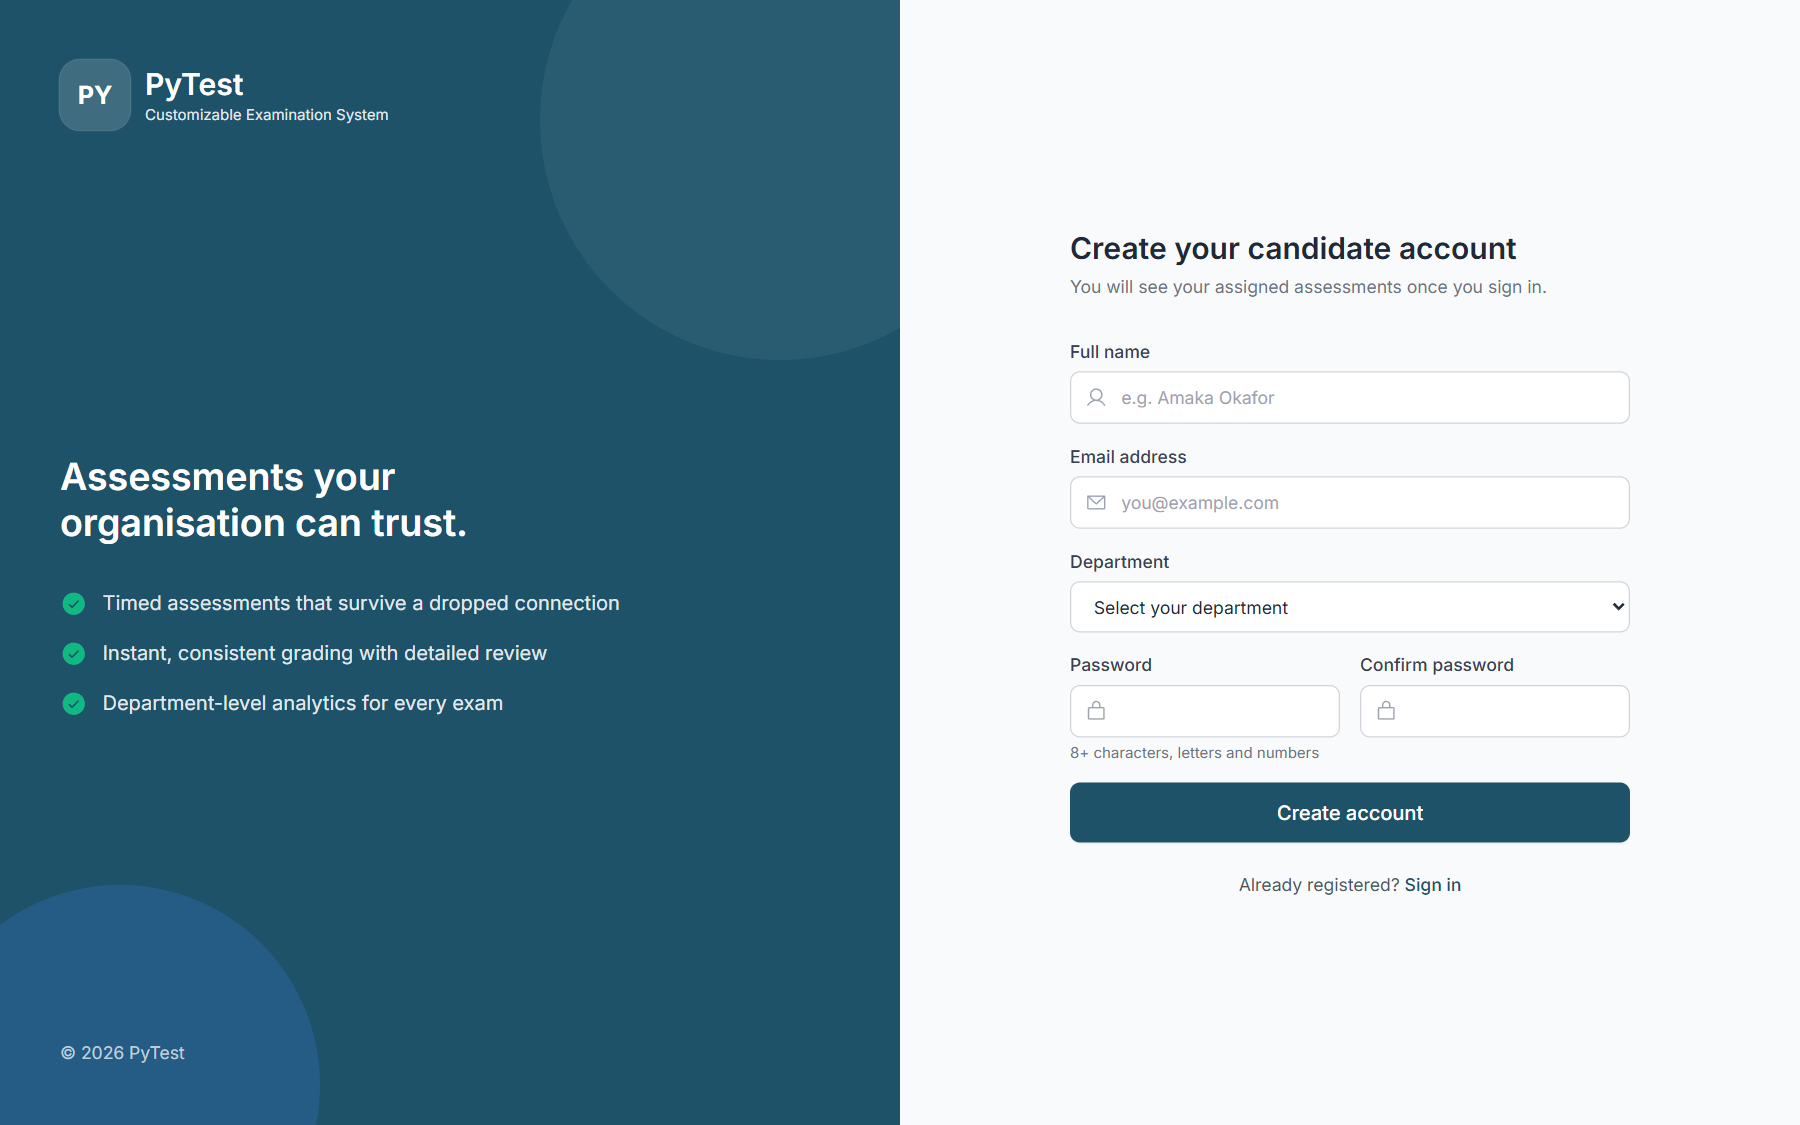 PY
PyTest
Customizable Examination System
Assessments your
organisation can trust.
Timed assessments that survive a dropped connection
Instant, consistent grading with detailed review
Department-level analytics for every exam
© 2026 PyTest
Create your candidate account
You will see your assigned assessments once you sign in.
Full name
e.g. Amaka Okafor
Email address
you@example.com
Department
Select your department
Password
Confirm password
8+ characters, letters and numbers
Create account
Already registered? Sign in